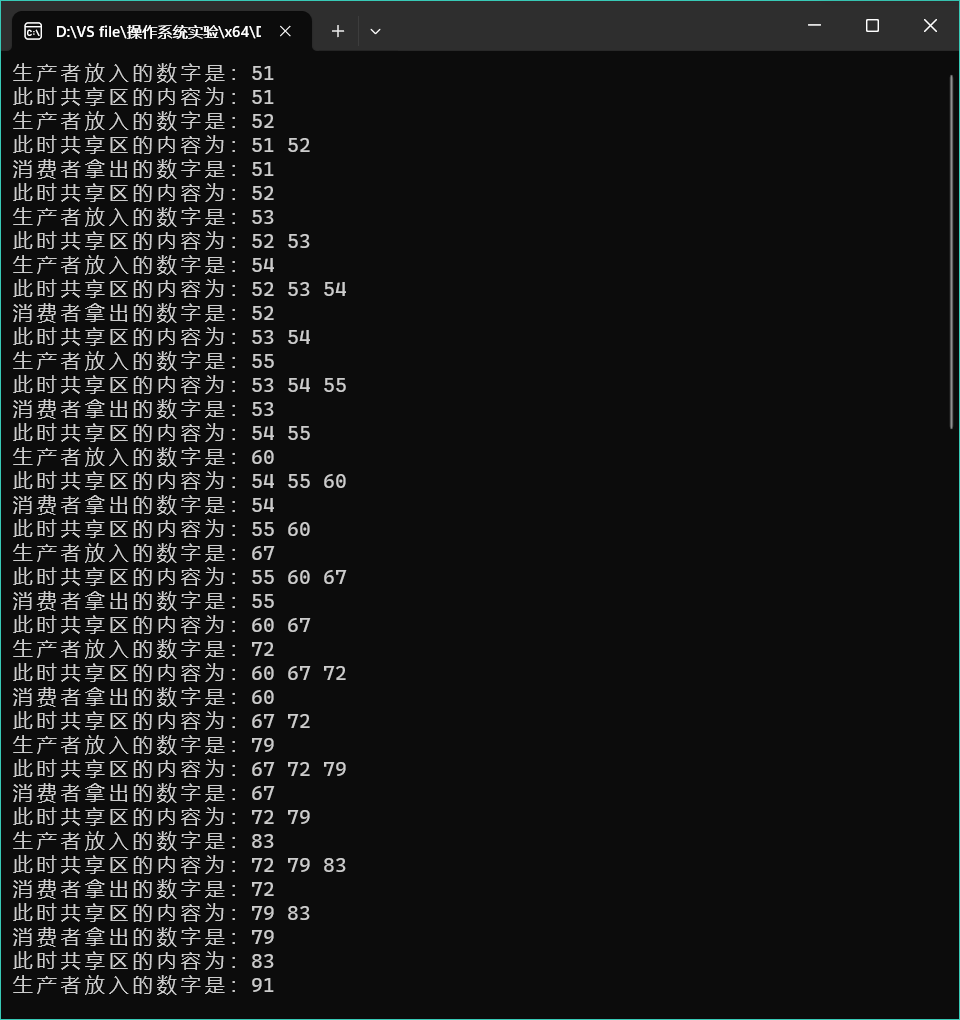 D:\VS file\操作系统实验\x64\D
生产者放入的数字是：51
此时共享区的内容为：51
生产者放入的数字是：52
此时共享区的内容为：51 52
消费者拿出的数字是：51
此时共享区的内容为：52
生产者放入的数字是：53
此时共享区的内容为：52 53
生产者放入的数字是：54
此时共享区的内容为：52 53 54
消费者拿出的数字是：52
此时共享区的内容为：53 54
生产者放入的数字是：55
此时共享区的内容为：53 54 55
消费者拿出的数字是：53
此时共享区的内容为：54 55
生产者放入的数字是：60
此时共享区的内容为：54 55 60
消费者拿出的数字是：54
此时共享区的内容为：55 60
生产者放入的数字是：67
此时共享区的内容为：55 60 67
消费者拿出的数字是：55
此时共享区的内容为：60 67
生产者放入的数字是：72
此时共享区的内容为：60 67 72
消费者拿出的数字是：60
此时共享区的内容为：67 72
生产者放入的数字是：79
此时共享区的内容为：67 72 79
消费者拿出的数字是：67
此时共享区的内容为：72 79
生产者放入的数字是：83
此时共享区的内容为：72 79 83
消费者拿出的数字是：72
此时共享区的内容为：79 83
消费者拿出的数字是：79
此时共享区的内容为：83
生产者放入的数字是：91